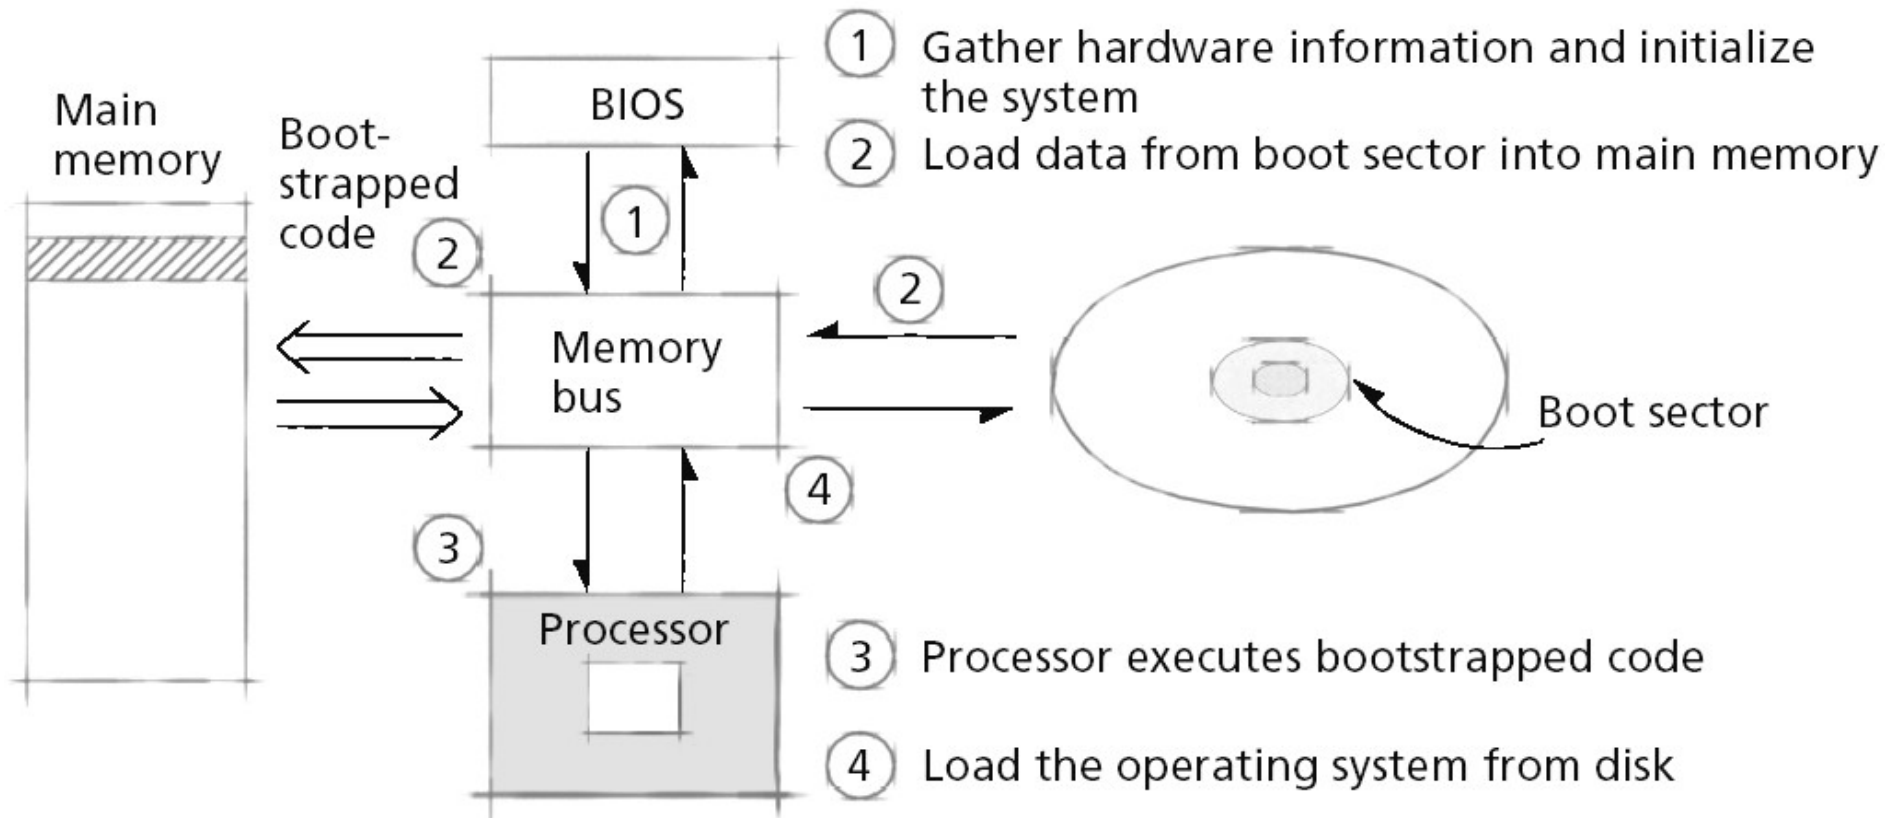 1 Gather hardware information and initialize
the system
2 Load data from boot sector into main memory
Main
memory
Boot-
strapped
code
BIOS
1
2
2
Memory
bus
Boot sector
4
3
Processor
3 Processor executes bootstrapped code
4 Load the operating system from disk